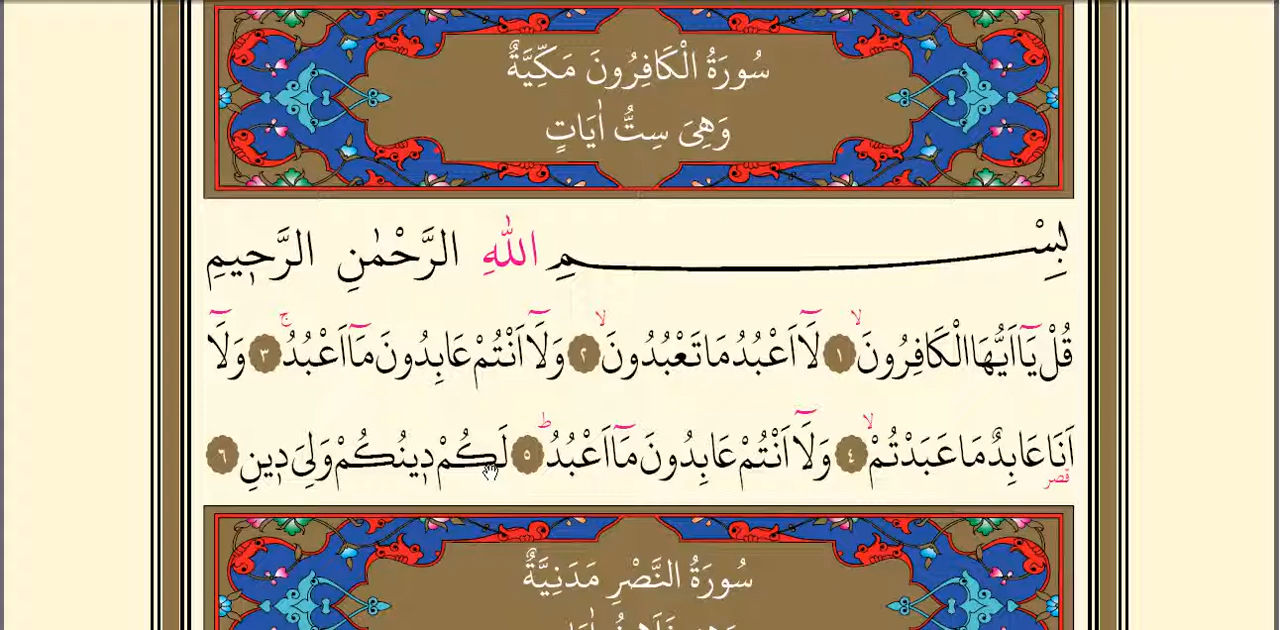 سُورَةُ الْكَافِرُونَ مَكِّيَّةٌ
وَهِىَ سِتُّ اٰيَاتٍ
بِسْمِ اللّٰهِ الرَّحْمٰنِ الرَّحٖيمِ
قُلْ يَٓا اَيُّهَا الْكَافِرُونَۙ ﴿١﴾ لَٓا اَعْبُدُ مَا تَعْبُدُونَۙ ﴿٢﴾ وَلَٓا اَنْتُمْ عَابِدُونَ مَٓا اَعْبُدُۚ ﴿٣﴾ وَلَٓا
اَنَا۬ عَابِدٌ مَا عَبَدْتُمْۙ ﴿٤﴾ وَلَٓا اَنْتُمْ عَابِدُونَ مَٓا اَعْبُدُؕ ﴿٥﴾ لَكُمْ دٖينُكُمْ وَلِىَ دٖينِ ﴿٦﴾
قصر
سُورَةُ النَّصْرِ مَدَنِيَّةٌ